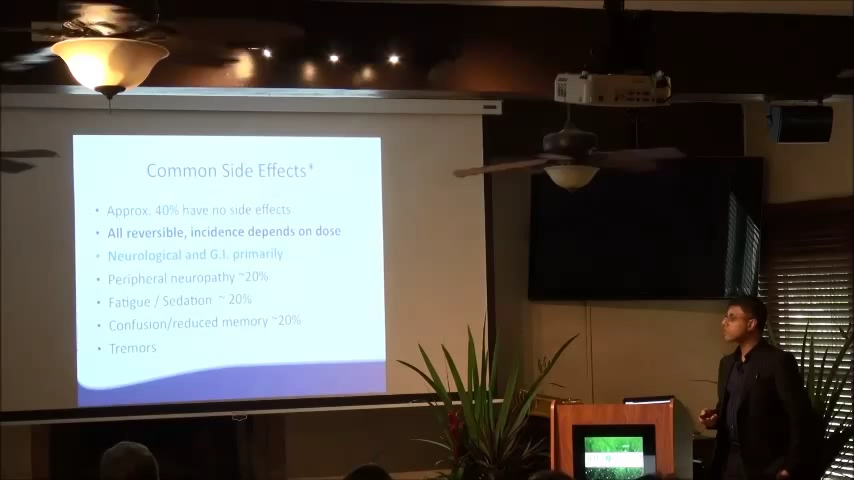 Common Side Effects*
• Approx. 40% have no side effects
• All reversible, incidence depends on dose
• Neurological and G.I. primarily
• Peripheral neuropathy ~20%
• Fatigue / Sedation ~ 20%
• Confusion/reduced memory ~20%
• Tremors